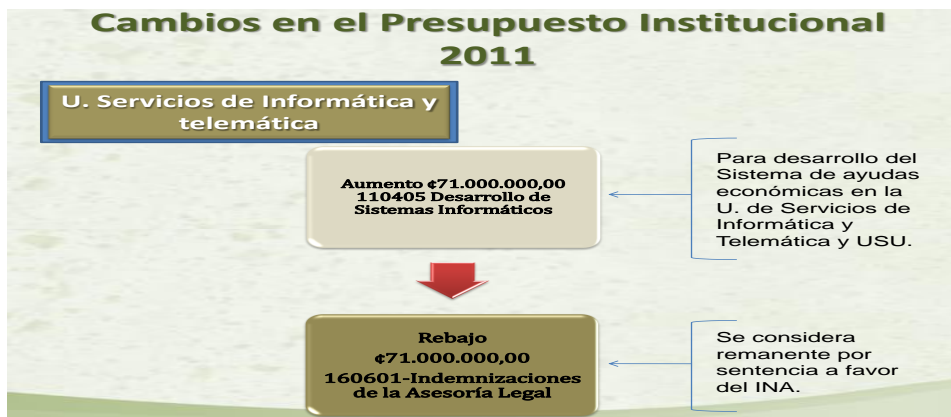 Cambios en el Presupuesto Institucional
2011
U. Servicios de Informática y
telemática
Aumento ¢71.000.000,00
110405 Desarrollo de
Sistemas Informáticos
Para desarrollo del
Sistema de ayudas
económicas en la
U. de Servicios de
Informática y
Telemática y USU.
Rebajo
¢71.000.000,00
160601-Indemnizaciones
de la Asesoría Legal
Se considera
remanente por
sentencia a favor
del INA.